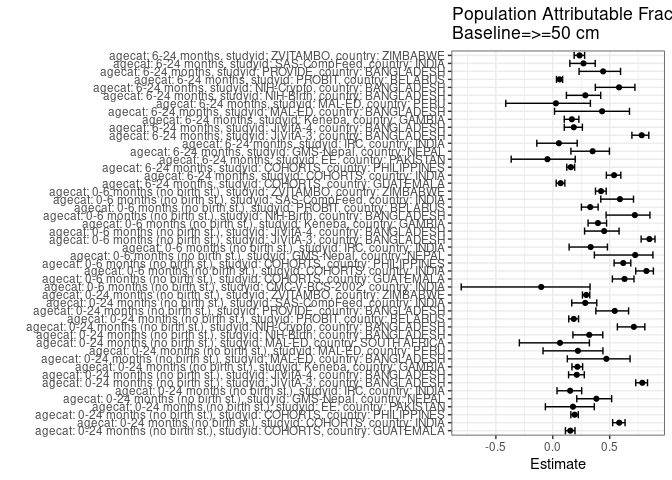 Population Attributable Frac
Baseline=>=50 cm
agecat: 6-24 months, studyid: ZVITAMBO, country: ZIMBABWE
agecat: 6-24 months, studyid: SAS-CompFeed, country: INDIA
agecat: 6-24 months, studyid: PROVIDE, country: BANGLADESH
agecat: 6-24 months, studyid: PROBIT, country: BELARUS
agecat: 6-24 months, studyid: NIH-Crypto, country: BANGLADESH
agecat: 6-24 months, studyid: NIH-Birth, country: BANGLADESH
agecat: 6-24 months, studyid: MAL-ED, country: PERU
agecat: 6-24 months, studyid: MAL-ED, country: BANGLADESH
agecat: 6-24 months, studyid: Keneba, country: GAMBIA
agecat: 6-24 months, studyid: JiVitA-4, country: BANGLADESH
agecat: 6-24 months, studyid: JiVitA-3, country: BANGLADESH
agecat: 6-24 months, studyid: IRC, country: INDIA
agecat: 6-24 months, studyid: GMS-Nepal, country: NEPAL
agecat: 6-24 months, studyid: EE, country: PAKISTAN
agecat: 6-24 months, studyid: COHORTS, country: PHILIPPINES
agecat: 6-24 months, studyid: COHORTS, country: INDIA
agecat: 6-24 months, studyid: COHORTS, country: GUATEMALA
agecat: 0-6 months (no birth st.), studyid: ZVITAMBO, country: ZIMBABWE
agecat: 0-6 months (no birth st.), studyid: SAS-CompFeed, country: INDIA
agecat: 0-6 months (no birth st.), studyid: PROBIT, country: BELARUS
agecat: 0-6 months (no birth st.), studyid: NIH-Birth, country: BANGLADESH
agecat: 0-6 months (no birth st.), studyid: Keneba, country: GAMBIA
agecat: 0-6 months (no birth st.), studyid: JiVitA-4, country: BANGLADESH
agecat: 0-6 months (no birth st.), studyid: JiVitA-3, country: BANGLADESH
agecat: 0-6 months (no birth st.), studyid: IRC, country: INDIA
agecat: 0-6 months (no birth st.), studyid: GMS-Nepal, country: NEPAL
agecat: 0-6 months (no birth st.), studyid: COHORTS, country: PHILIPPINES
agecat: 0-6 months (no birth st.), studyid: COHORTS, country: INDIA
agecat: 0-6 months (no birth st.), studyid: COHORTS, country: GUATEMALA
agecat: 0-6 months (no birth st.), studyid: CMC-V-BCS-2002, country: INDIA
agecat: 0-24 months (no birth st.), studyid: ZVITAMBO, country: ZIMBABWE
agecat: 0-24 months (no birth st.), studyid: SAS-CompFeed, country: INDIA
agecat: 0-24 months (no birth st.), studyid: PROVIDE, country: BANGLADESH
agecat: 0-24 months (no birth st.), studyid: PROBIT, country: BELARUS
agecat: 0-24 months (no birth st.), studyid: NIH-Crypto, country: BANGLADESH
agecat: 0-24 months (no birth st.), studyid: NIH-Birth, country: BANGLADESH
agecat: 0-24 months (no birth st.), studyid: MAL-ED, country: SOUTH AFRICA
agecat: 0-24 months (no birth st.), studyid: MAL-ED, country: PERU
agecat: 0-24 months (no birth st.), studyid: MAL-ED, country: BANGLADESH
agecat: 0-24 months (no birth st.), studyid: Keneba, country: GAMBIA
agecat: 0-24 months (no birth st.), studyid: JiVitA-4, country: BANGLADESH
agecat: 0-24 months (no birth st.), studyid: JiVitA-3, country: BANGLADESH
agecat: 0-24 months (no birth st.), studyid: IRC, country: INDIA
agecat: 0-24 months (no birth st.), studyid: GMS-Nepal, country: NEPAL
agecat: 0-24 months (no birth st.), studyid: EE, country: PAKISTAN
agecat: 0-24 months (no birth st.), studyid: COHORTS, country: PHILIPPINES
agecat: 0-24 months (no birth st.), studyid: COHORTS, country: INDIA
agecat: 0-24 months (no birth st.), studyid: COHORTS, country: GUATEMALA
-0.5 0.0 0.5
Estimate